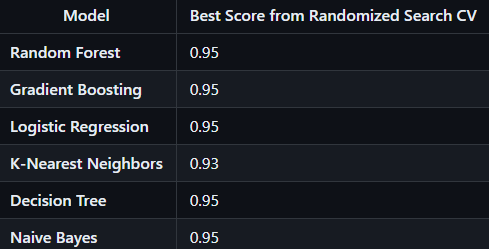 Model Best Score from Randomized Search CV
Random Forest 0.95
Gradient Boosting 0.95
Logistic Regression 0.95
K-Nearest Neighbors 0.93
Decision Tree 0.95
Naive Bayes 0.95